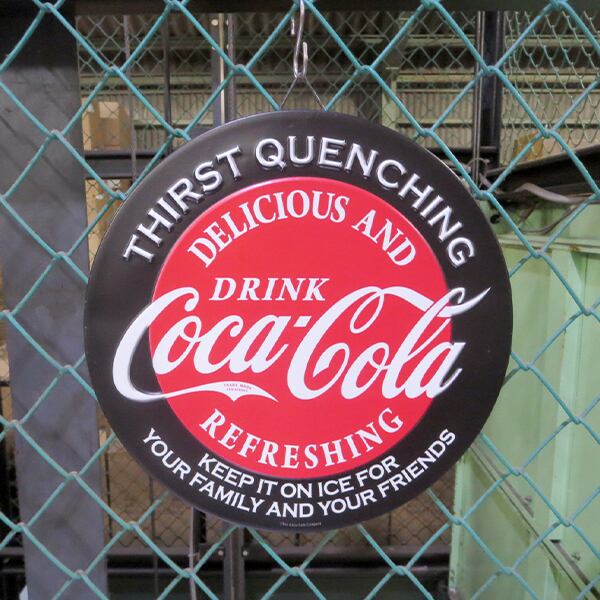 THIRST QUENCHING
DELICIOUS AND
DRINK
Coca-Cola
REFRESHING
KEEP IT ON ICE FOR
YOUR FAMILY AND YOUR FRIENDS